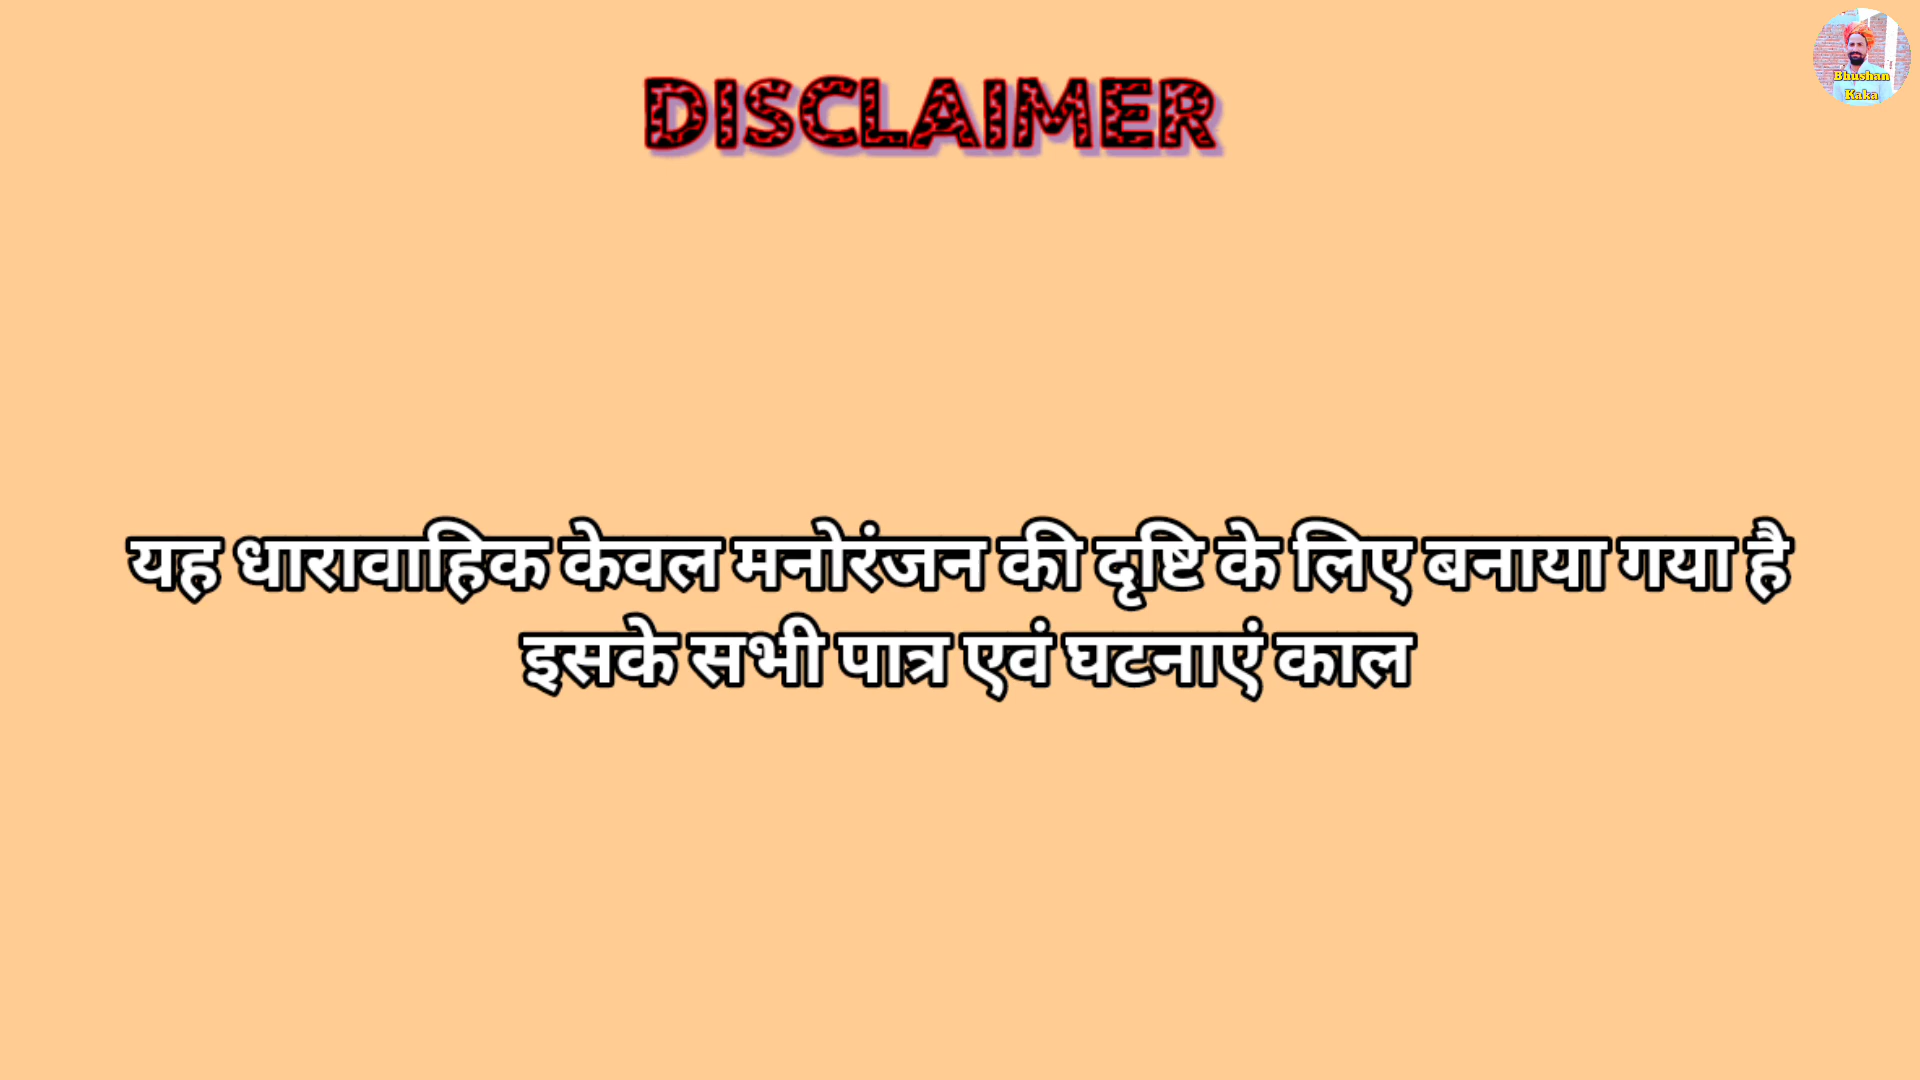 DISCLAIMER
Bhushan
Kaka
यह धारावाहिक केवल मनोरंजन की दृष्टि के लिए बनाया गया है
इसके सभी पात्र एवं घटनाएं काल